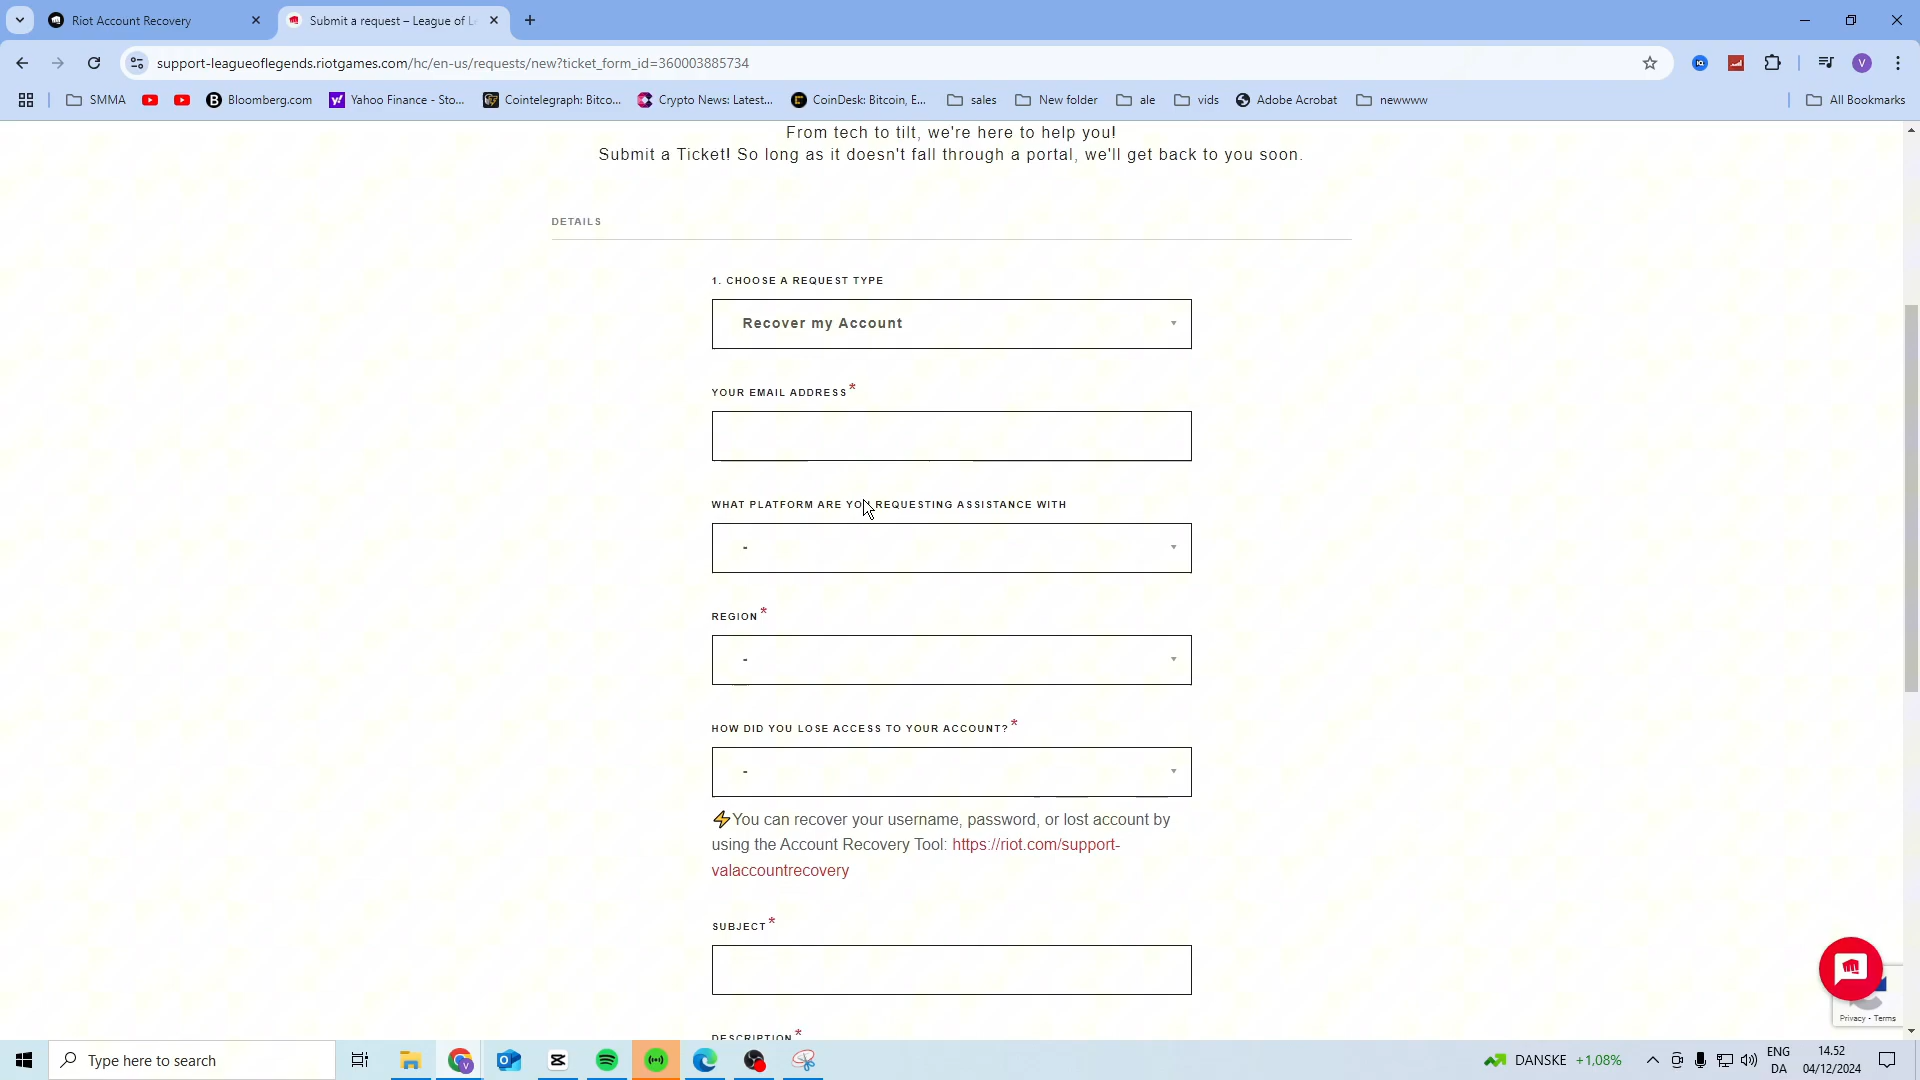 Riot Account Recovery
Submit a request – League of L
support-leagueoflegends.riotgames.com/hc/en-us/requests/new?ticket_form_id=360003885734
V
SMMA
Bloomberg.com
Yahoo Finance - Sto...
Cointelegraph: Bitco...
Crypto News: Latest...
CoinDesk: Bitcoin, E...
sales
New folder
ale
vids
Adobe Acrobat
newwww
All Bookmarks
From tech to tilt, we're here to help you!
Submit a Ticket! So long as it doesn't fall through a portal, we'll get back to you soon.
DETAILS
1. CHOOSE A REQUEST TYPE
Recover my Account
YOUR EMAIL ADDRESS*
WHAT PLATFORM ARE YOU REQUESTING ASSISTANCE WITH
-
REGION*
-
HOW DID YOU LOSE ACCESS TO YOUR ACCOUNT?*
-
⚡You can recover your username, password, or lost account by
using the Account Recovery Tool: https://riot.com/support-
valaccountrecovery
SUBJECT*
DESCRIPTION*
Privacy - Terms
Type here to search
DANSKE +1,08%
ENG
DA
14.52
04/12/2024